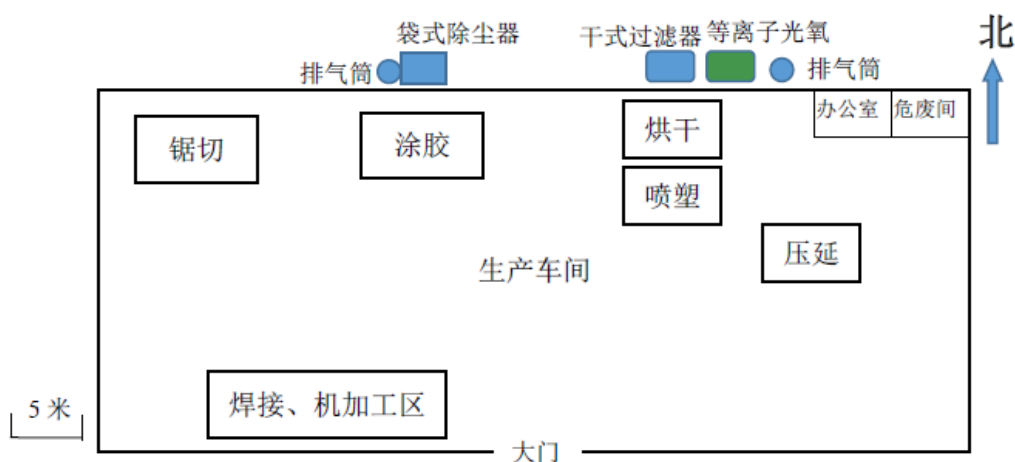 袋式除尘器
干式过滤器
等离子光氧
北
排气筒
排气筒
办公室
危废间
锯切
涂胶
烘干
喷塑
压延
生产车间
焊接、机加工区
5 米
大门